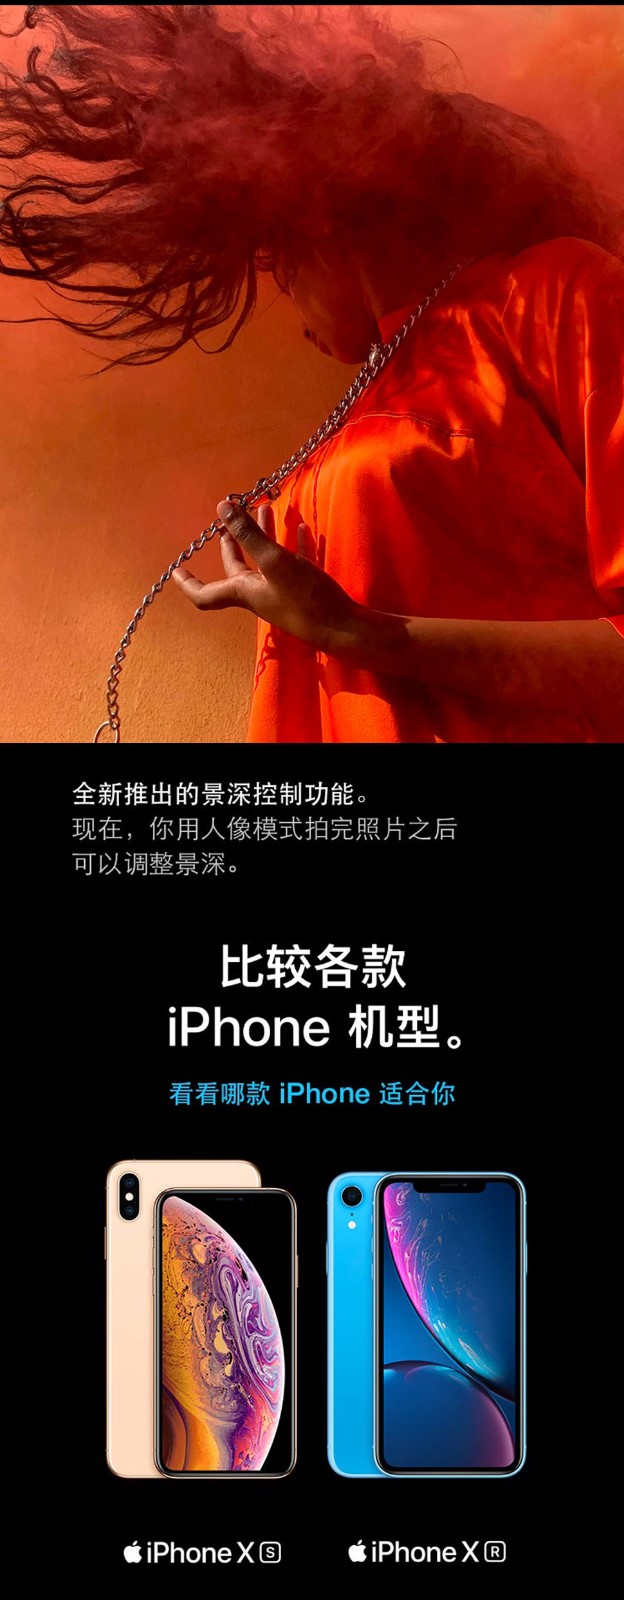 全新推出的景深控制功能。
现在，你用人像模式拍完照片之后
可以调整景深。
比较各款
iPhone 机型。
看看哪款 iPhone 适合你
iPhone X S
iPhone X R